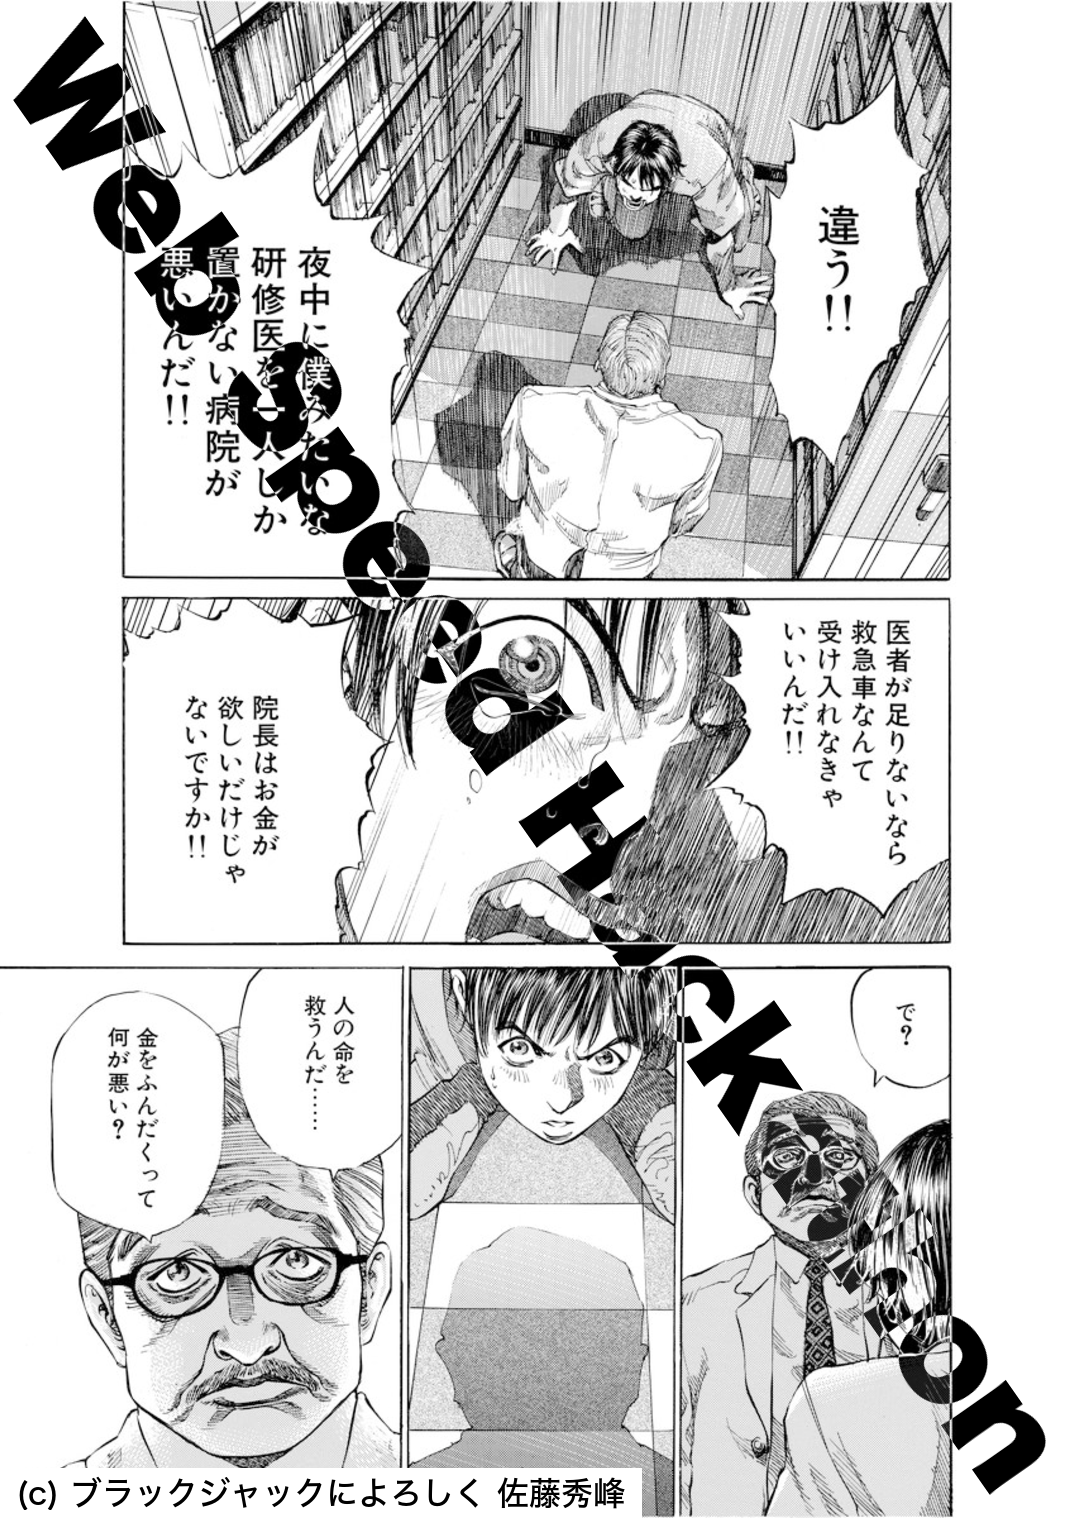 違う!!
夜中に僕みたいな
研修医を一人しか
置かない病院が
悪いんだ!!
医者が足りないなら
救急車なんて
受け入れなきゃ
いいんだ!!
院長はお金が
欲しいだけじゃ
ないですか!!
で?
人の命を
救うんだ……
金をふんだくって
何が悪い?
Web Speed Hackathon
(c) ブラックジャックによろしく 佐藤秀峰